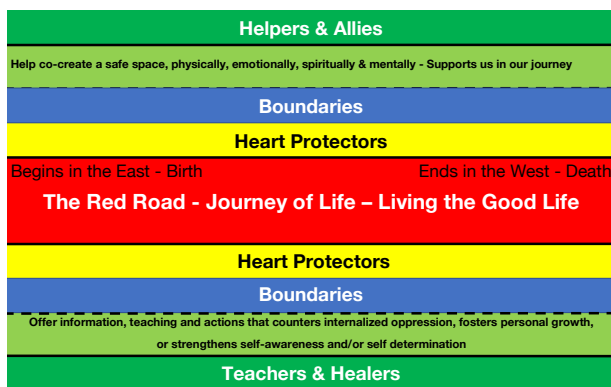 Helpers & Allies
Help co-create a safe space, physically, emotionally, spiritually & mentally - Supports us in our journey
Boundaries
Heart Protectors
Begins in the East - Birth Ends in the West - Death
The Red Road - Journey of Life – Living the Good Life
Heart Protectors
Boundaries
Offer information, teaching and actions that counters internalized oppression, fosters personal growth,
or strengthens self-awareness and/or self determination
Teachers & Healers